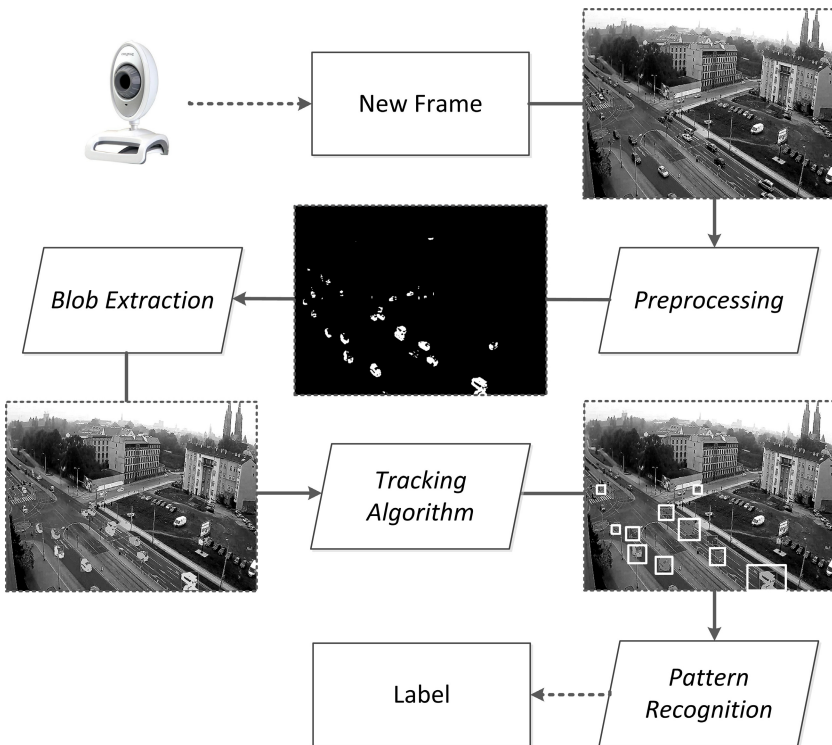 New Frame
Preprocessing
Blob Extraction
Tracking
Algorithm
Pattern
Recognition
Label